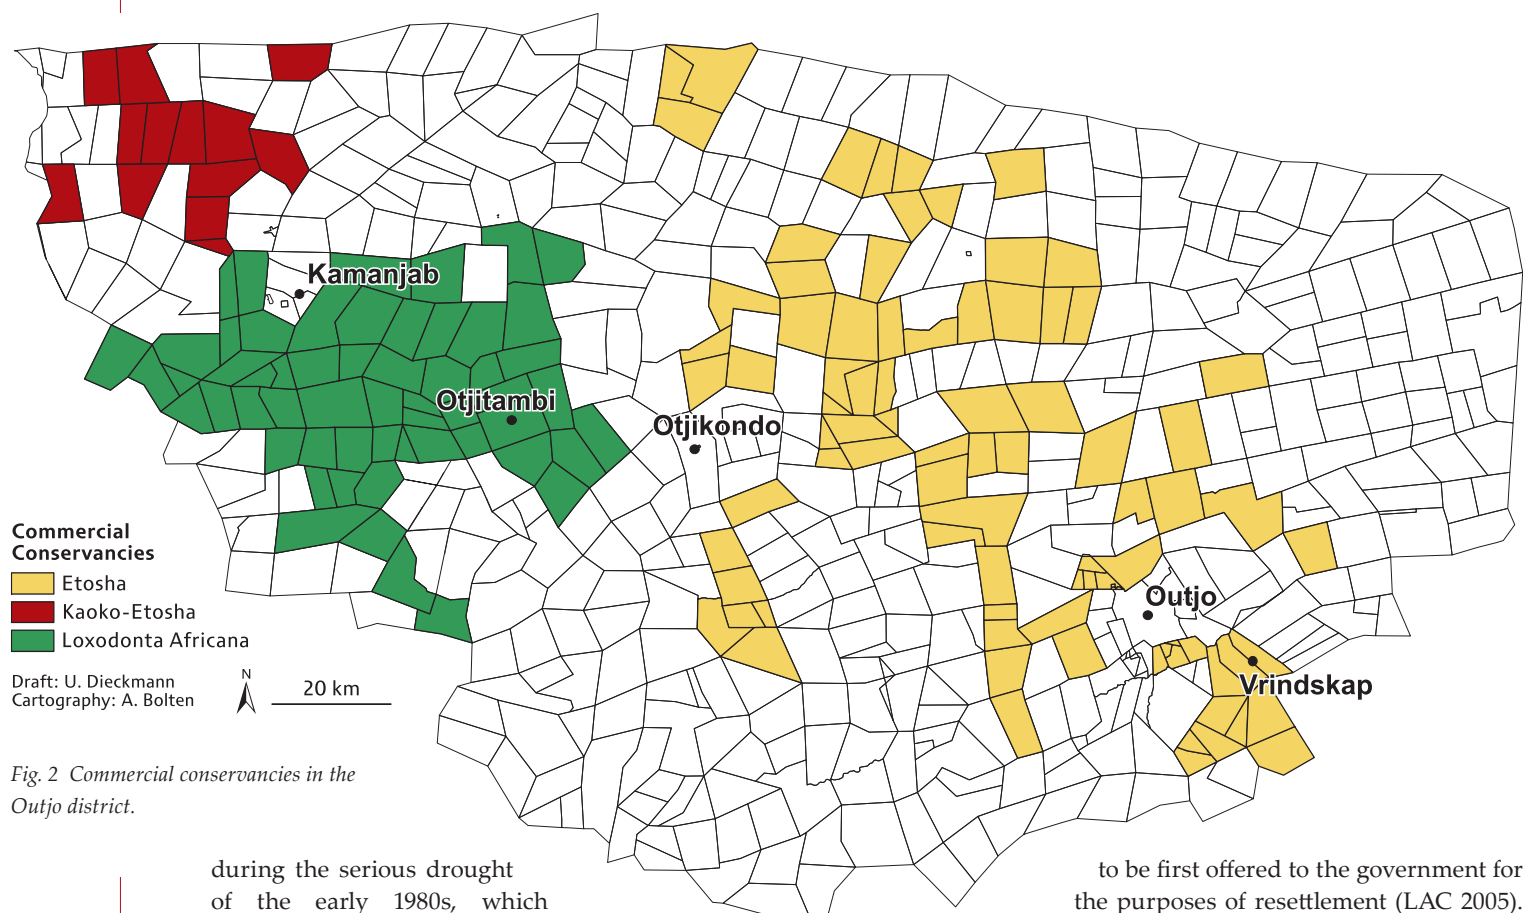 Kamanjab
Otjitambi
Otjikondo
Outjo
Vrindskap
Commercial
Conservancies
Etosha
Kaoko-Etosha
Loxodonta Africana
Draft: U. Dieckmann
Cartography: A. Bolten
N
20 km
Fig. 2 Commercial conservancies in the
Outjo district.
during the serious drought
of the early 1980s, which
to be first offered to the government for
the purposes of resettlement (LAC 2005).